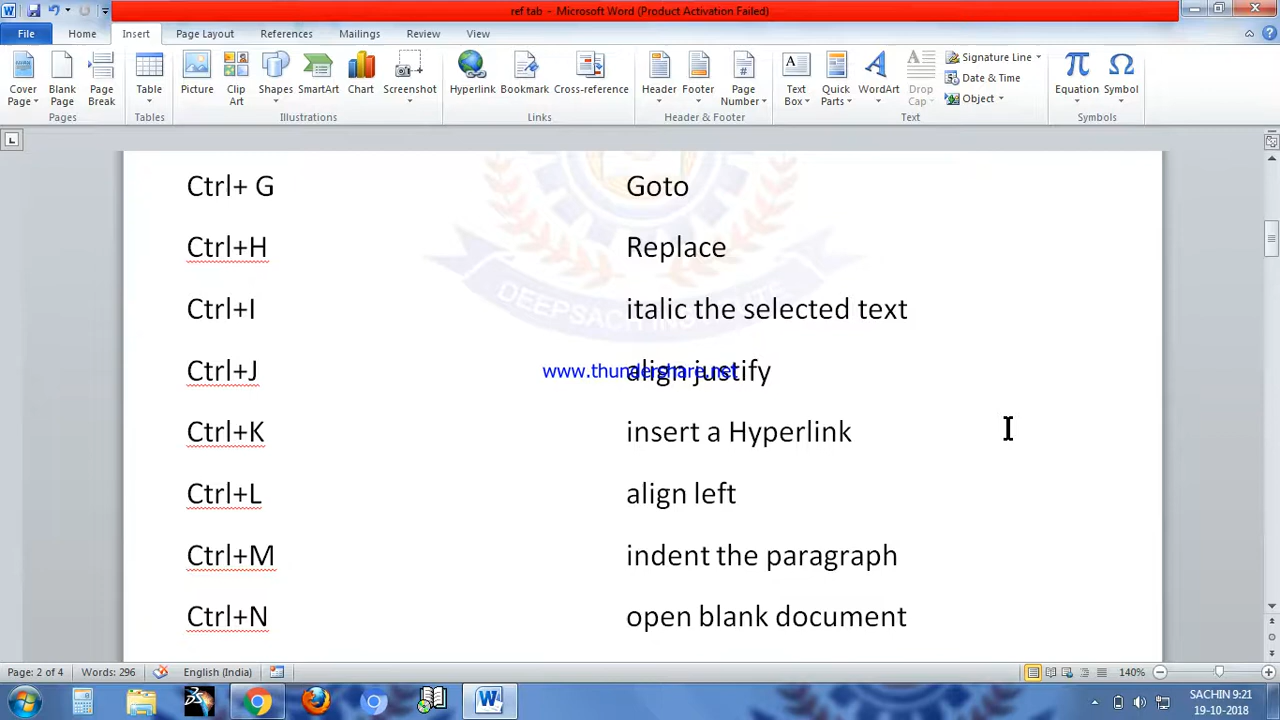 ref tab - Microsoft Word (Product Activation Failed)
File Home Insert Page Layout References Mailings Review View
Cover Page Blank Page Page Break Table Picture Clip Art Shapes SmartArt Chart Screenshot Hyperlink Bookmark Cross-reference Header Footer Page Number Text Box Quick Parts WordArt Drop Cap Signature Line Date & Time Object Equation Symbol
Pages Tables Illustrations Links Header & Footer Text Symbols
Ctrl+ G Goto
Ctrl+H Replace
Ctrl+I italic the selected text
DEEPSACH INSTITUTE
Ctrl+J align justify
www.thundershare.net
Ctrl+K insert a Hyperlink
Ctrl+L align left
Ctrl+M indent the paragraph
Ctrl+N open blank document
Page: 2 of 4 Words: 296 English (India) 140%
SACHIN 9:21
19-10-2018